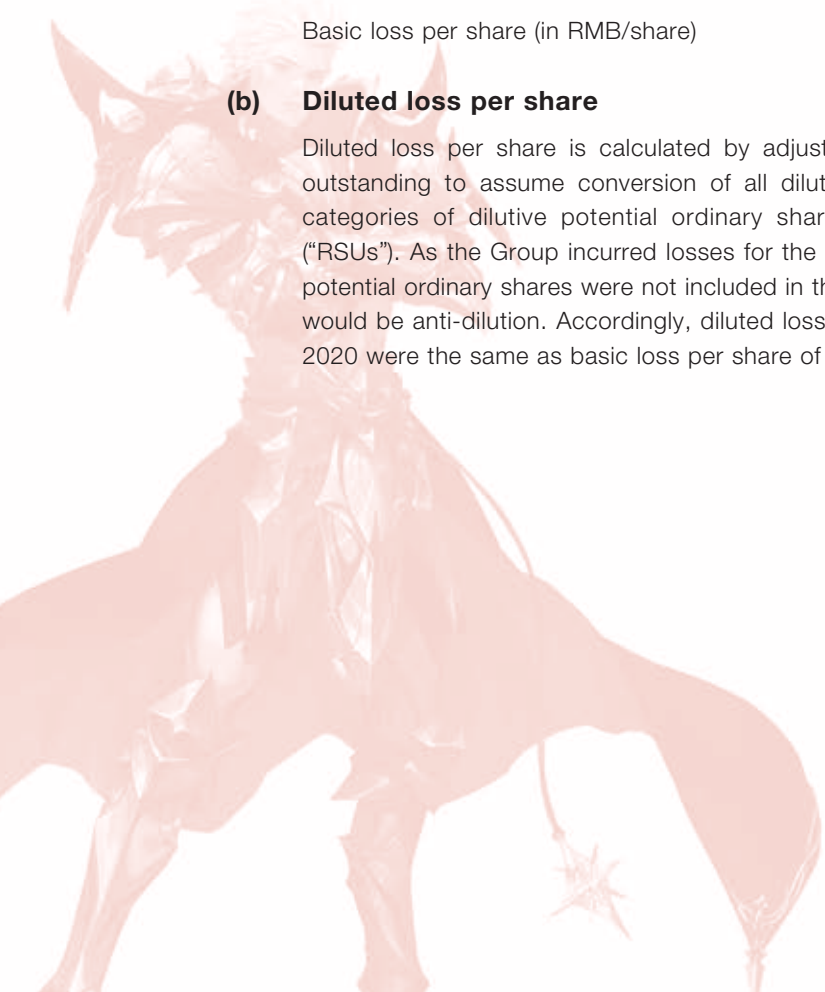 Basic loss per share (in RMB/share)
(b) Diluted loss per share
Diluted loss per share is calculated by adjust
outstanding to assume conversion of all dilut
categories of dilutive potential ordinary shar
(“RSUs”). As the Group incurred losses for the
potential ordinary shares were not included in th
would be anti-dilution. Accordingly, diluted loss
2020 were the same as basic loss per share of